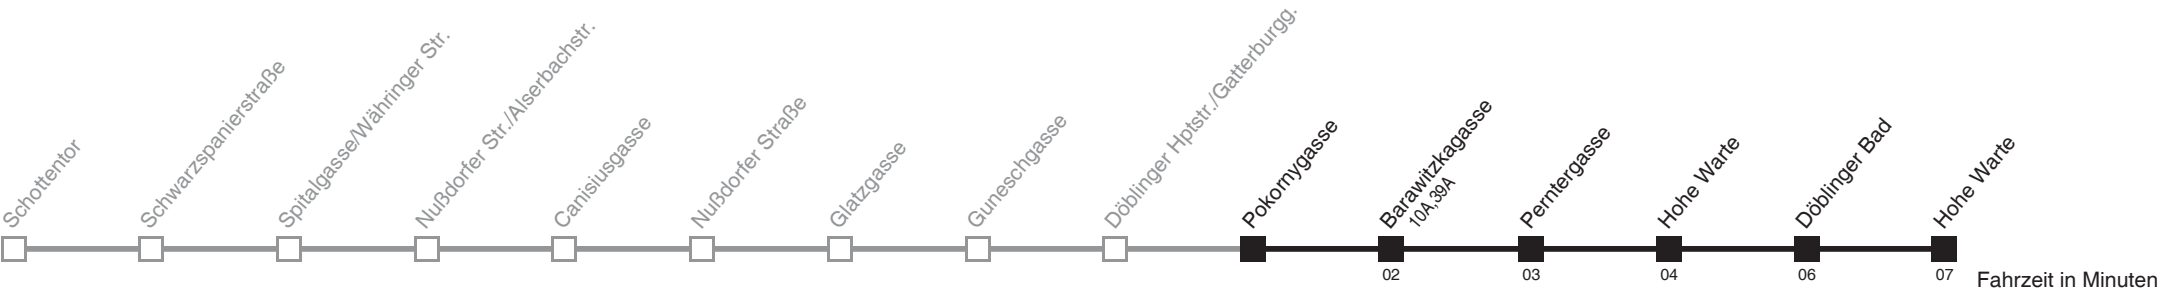 Schottentor
Schwarzspanierstraße
Spitalgasse/Währinger Str.
Nußdorfer Str./Alserbachstr.
Canisiusgasse
Nußdorfer Straße
Glatzgasse
Guneschgasse
Döblinger Hptstr./Gatterburgg.
Pokornygasse
Barawitzkagasse
10A,39A
Perntergasse
Hohe Warte
Döblinger Bad
Hohe Warte
02
03
04
06
07
Fahrzeit in Minuten